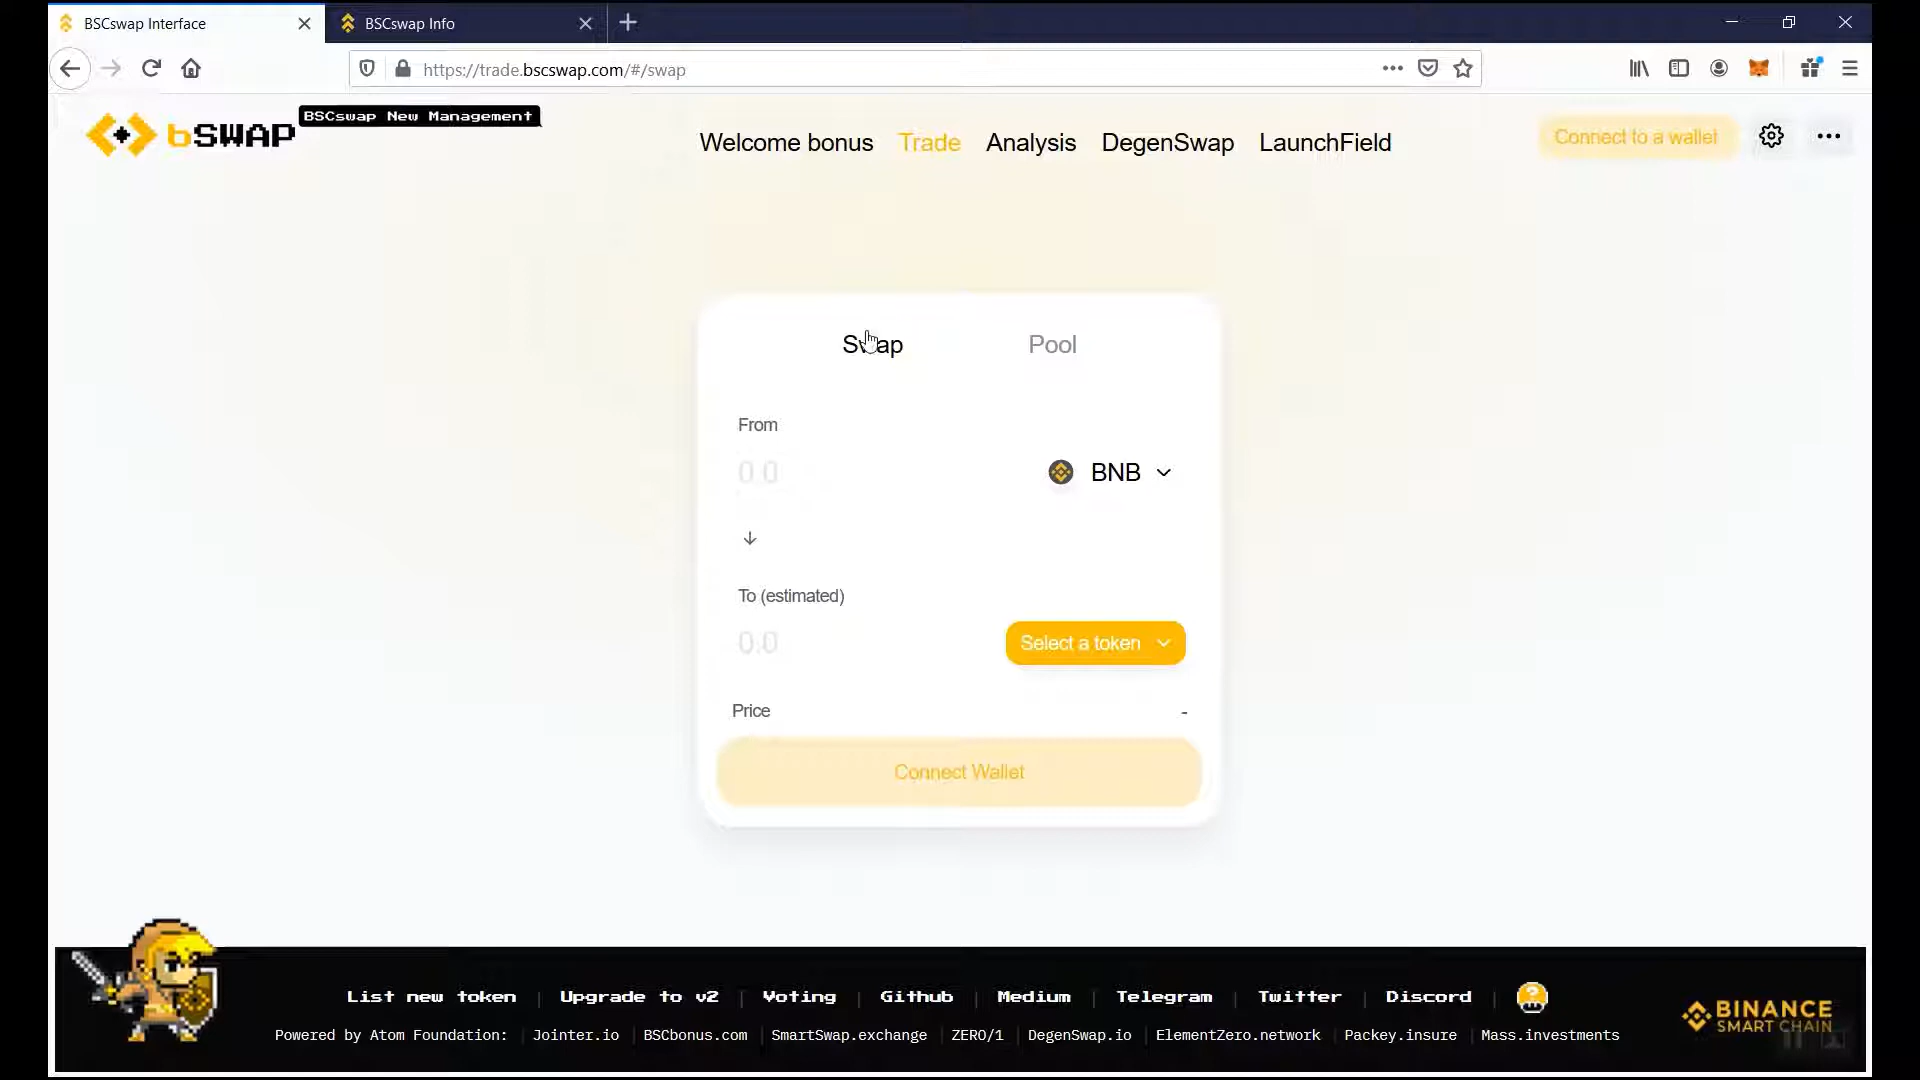 BSCswap Interface
BSCswap Info
https://trade.bscswap.com/#/swap
bSWAP
BSCswap New Management
Welcome bonus
Trade
Analysis
DegenSwap
LaunchField
Connect to a wallet
Swap
Pool
From
0.0
BNB
To (estimated)
0.0
Select a token
Price
-
Connect Wallet
List new token | Upgrade to v2 | Voting | Github | Medium | Telegram | Twitter | Discord |
Powered by Atom Foundation: | Jointer.io | BSCbonus.com | SmartSwap.exchange | ZERO/1 | DegenSwap.io | ElementZero.network | Packey.insure | Mass.investments
BINANCE
SMART CHAIN